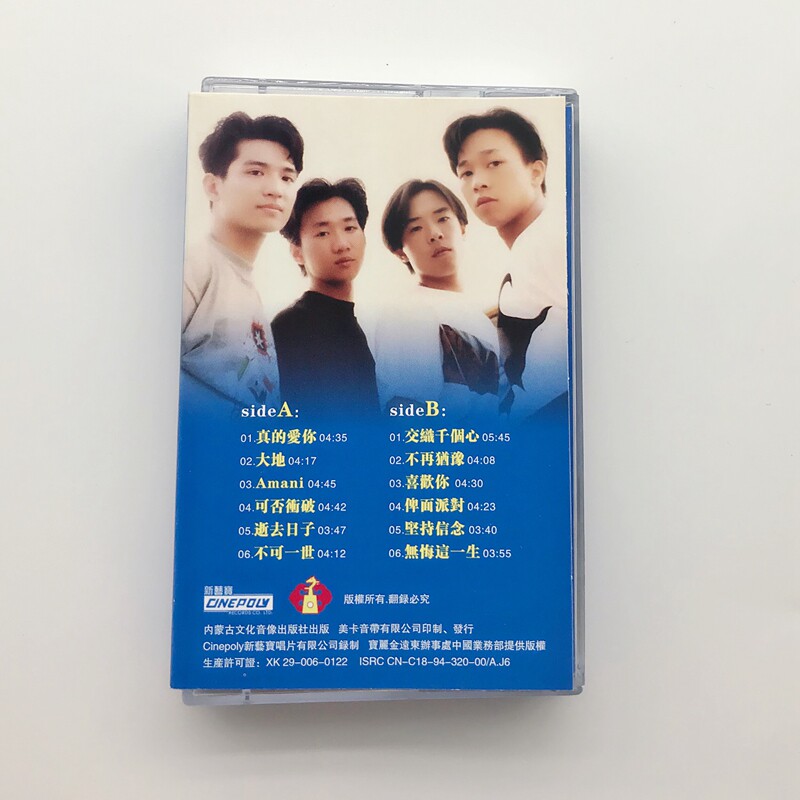 sideA:
01.真的愛你 04:35
02.大地 04:17
03.Amani 04:45
04.可否衝破 04:42
05.逝去日子 03:47
06.不可一世 04:12
sideB:
01.交織千個心 05:45
02.不再猶豫 04:08
03.喜歡你 04:30
04.俾面派對 04:23
05.堅持信念 03:40
06.無悔這一生 03:55
新藝寶
CINEPOLY
RECORDS CO. LTD.
版權所有.翻録必究
内蒙古文化音像出版社出版 美卡音帶有限公司印制、發行
Cinepoly新藝寶唱片有限公司録制 寶麗金遠東辦事處中國業務部提供版權
生産許可證：XK 29-006-0122 ISRC CN-C18-94-320-00/A.J6